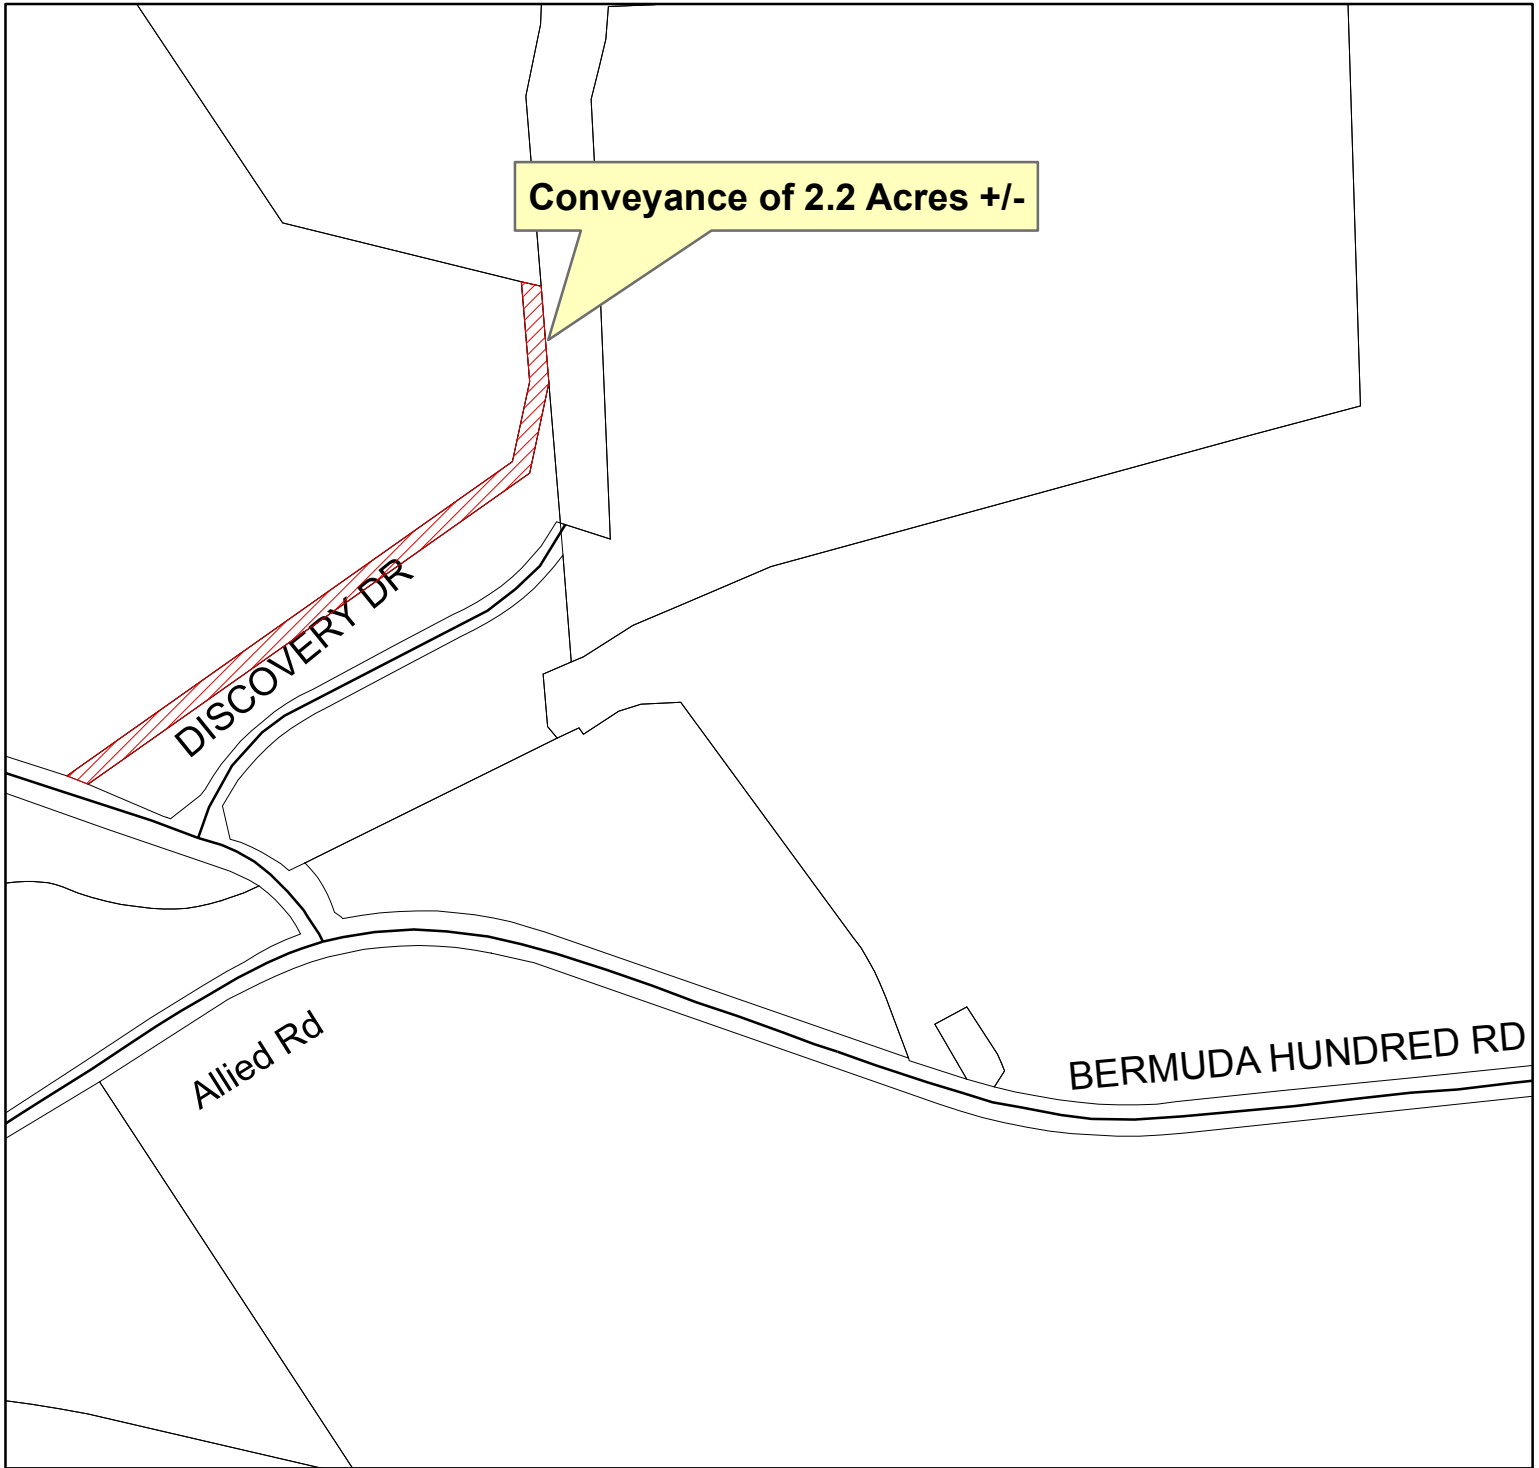 Conveyance of 2.2 Acres +/-
DISCOVERY DR
Allied Rd
BERMUDA HUNDRED RD